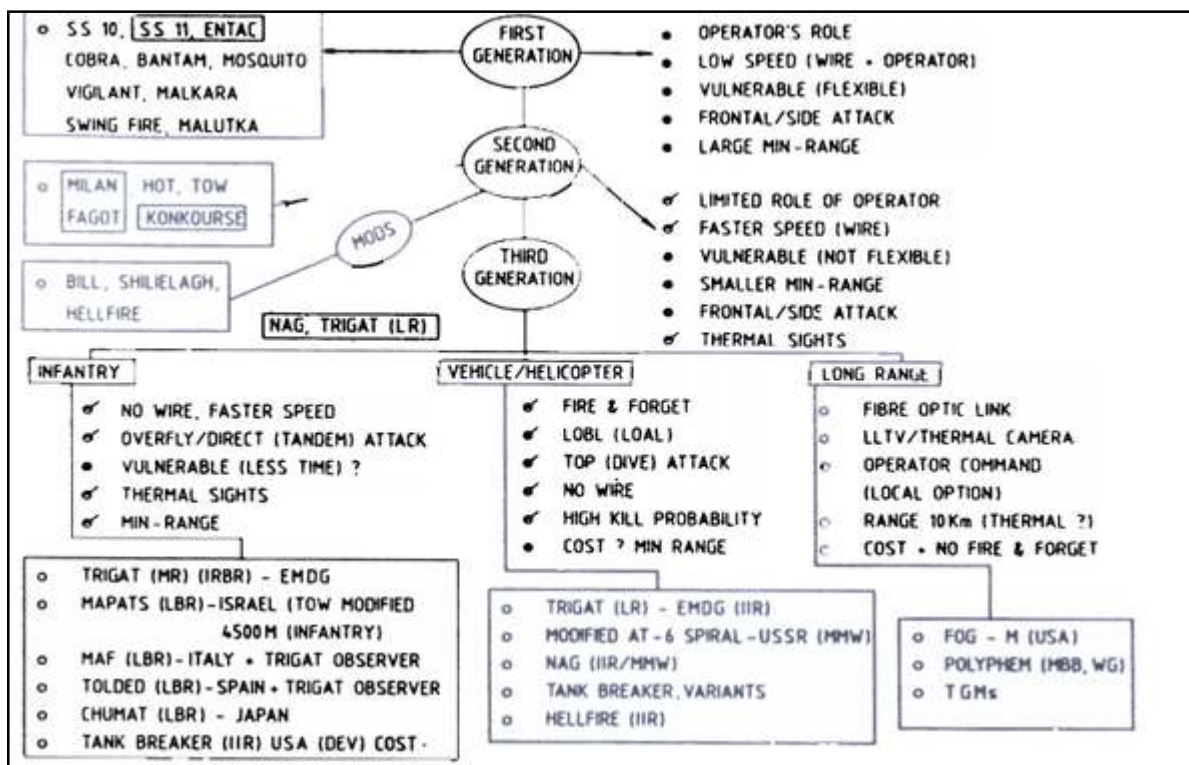 SS 10, SS 11, ENTAC
COBRA, BANTAM, MOSQUITO
VIGILANT, MALKARA
SWING FIRE, MALUTKA
FIRST
GENERATION
OPERATOR'S ROLE
LOW SPEED (WIRE + OPERATOR)
VULNERABLE (FLEXIBLE)
FRONTAL/SIDE ATTACK
LARGE MIN-RANGE
SECOND
GENERATION
MILAN HOT, TOW
FAGOT KONKOURSE
MODS
LIMITED ROLE OF OPERATOR
FASTER SPEED (WIRE)
VULNERABLE (NOT FLEXIBLE)
SMALLER MIN-RANGE
FRONTAL/SIDE ATTACK
THERMAL SIGHTS
BILL, SHILIELAGH,
HELLFIRE
THIRD
GENERATION
NAG, TRIGAT (LR)
INFANTRY
NO WIRE, FASTER SPEED
OVERFLY/DIRECT (TANDEM) ATTACK
VULNERABLE (LESS TIME) ?
THERMAL SIGHTS
MIN-RANGE
TRIGAT (MR) (IRBR) - EMDG
MAPATS (LBR)-ISRAEL (TOW MODIFIED
4500M (INFANTRY)
MAF (LBR)-ITALY + TRIGAT OBSERVER
TOLDED (LBR)-SPAIN + TRIGAT OBSERVER
CHUMAT (LBR) - JAPAN
TANK BREAKER (IIR) USA (DEV) COST-
VEHICLE/HELICOPTER
FIRE & FORGET
LOBL (LOAL)
TOP (DIVE) ATTACK
NO WIRE
HIGH KILL PROBABILITY
COST ? MIN RANGE
TRIGAT (LR) - EMDG (IIR)
MODIFIED AT-6 SPIRAL-USSR (MMW)
NAG (IIR/MMW)
TANK BREAKER, VARIANTS
HELLFIRE (IIR)
LONG RANGE
FIBRE OPTIC LINK
LLTV/THERMAL CAMERA
OPERATOR COMMAND
(LOCAL OPTION)
RANGE 10Km (THERMAL ?)
COST + NO FIRE & FORGET
FOG - M (USA)
POLYPHEM (MBB, WG)
TGMs